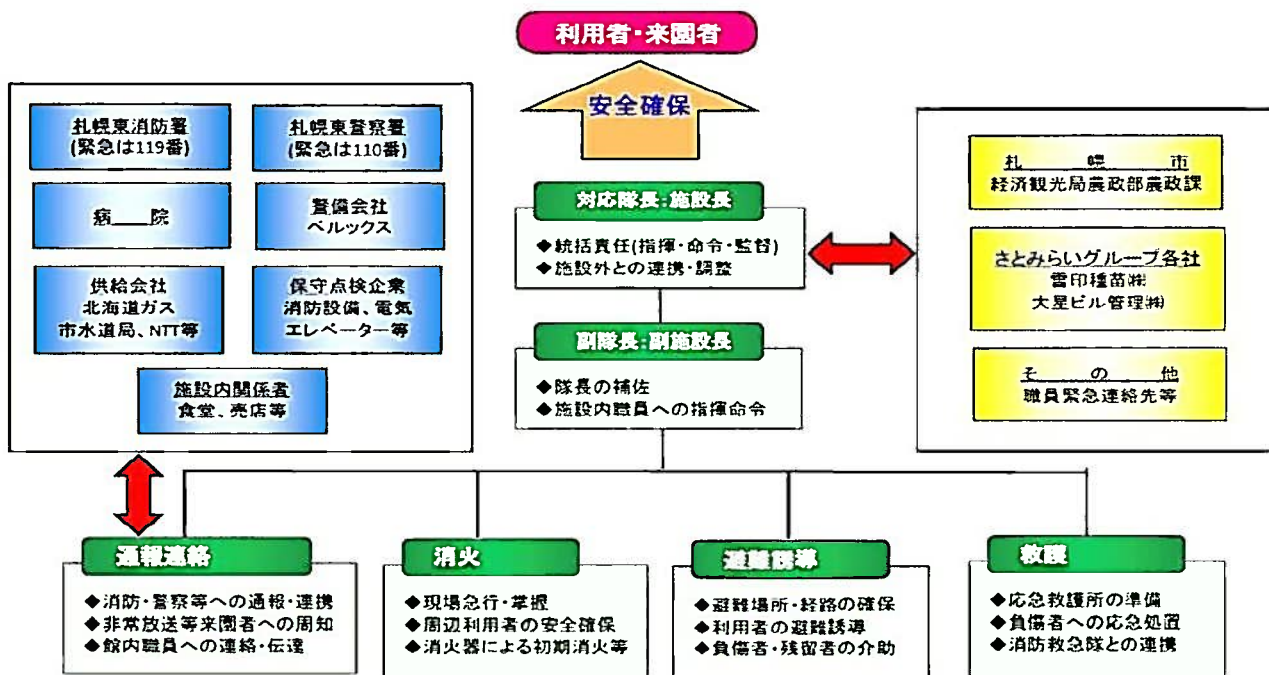 利用者・来園者
安全確保
札幌東消防署
(緊急は119番)
札幌東警察署
(緊急は110番)
病　　院
警備会社
ベルックス
供給会社
北海道ガス
市水道局、NTT等
保守点検企業
消防設備、電気
エレベーター等
施設内関係者
食堂、売店等
対応隊長:施設長
◆統括責任(指揮・命令・監督)
◆施設外との連携・調整
副隊長:副施設長
◆隊長の補佐
◆施設内職員への指揮命令
札　幌　市
経済観光局農政部農政課
さとみらいグループ各社
雪印種苗㈱
大星ビル管理㈱
そ　の　他
職員緊急連絡先等
通報連絡
◆消防・警察等への通報・連携
◆非常放送等来園者への周知
◆館内職員への連絡・伝達
消火
◆現場急行・掌握
◆周辺利用者の安全確保
◆消火器による初期消火等
避難誘導
◆避難場所・経路の確保
◆利用者の避難誘導
◆負傷者・残留者の介助
救護
◆応急救護所の準備
◆負傷者への応急処置
◆消防救急隊との連携